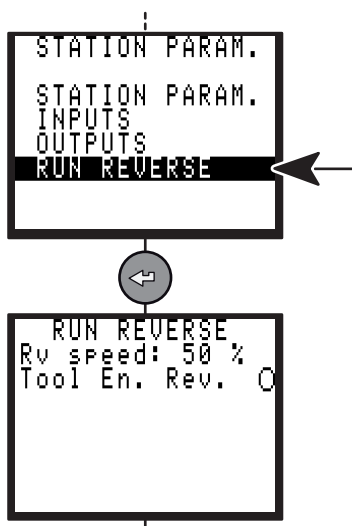 STATION PARAM.
STATION PARAM.
INPUTS
OUTPUTS
RUN REVERSE
RUN REVERSE
Rv speed: 50 %
Tool En. Rev.